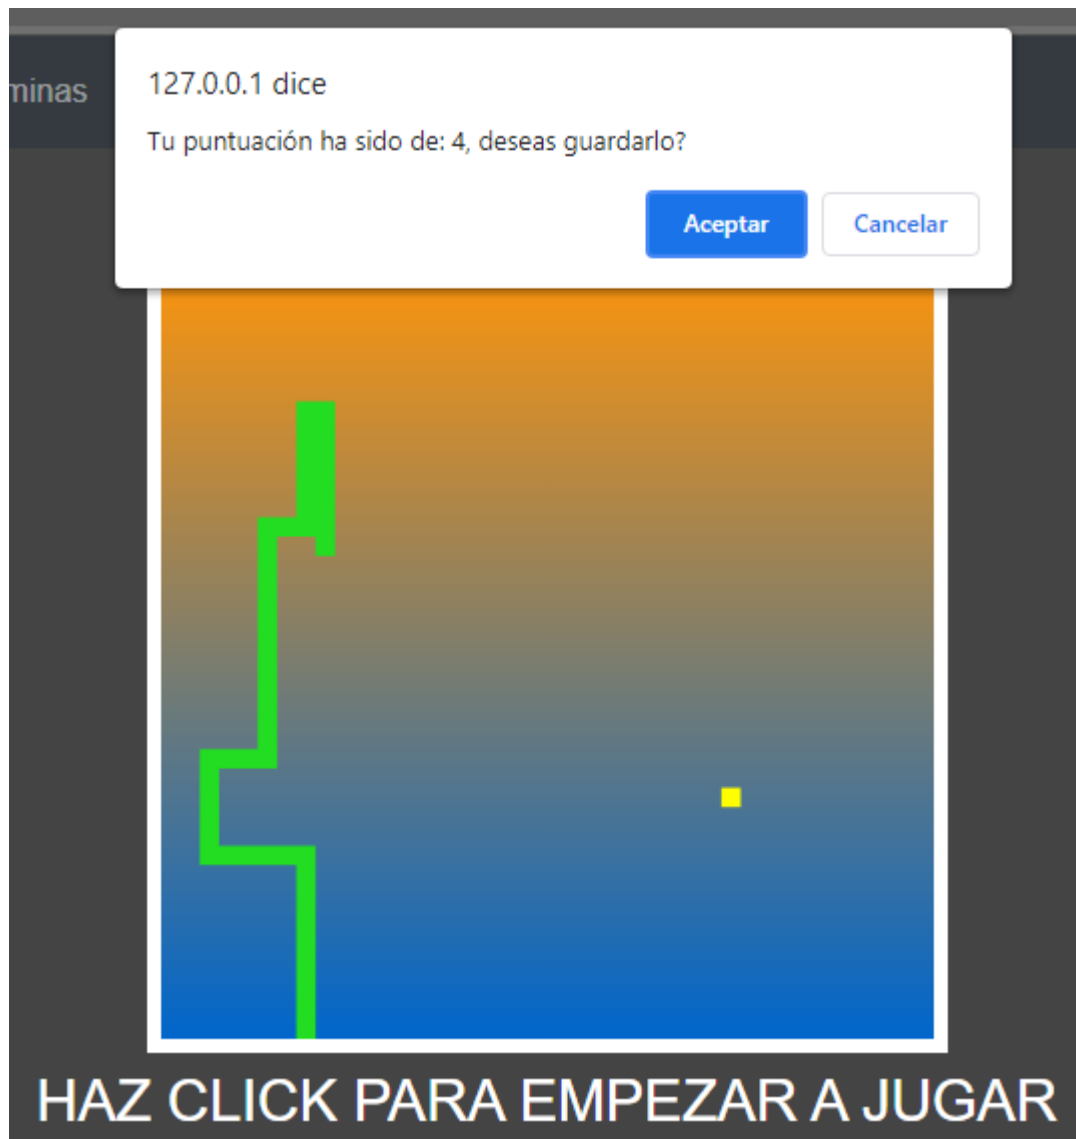 minas
127.0.0.1 dice
Tu puntuación ha sido de: 4, deseas guardarlo?
Aceptar
Cancelar
HAZ CLICK PARA EMPEZAR A JUGAR